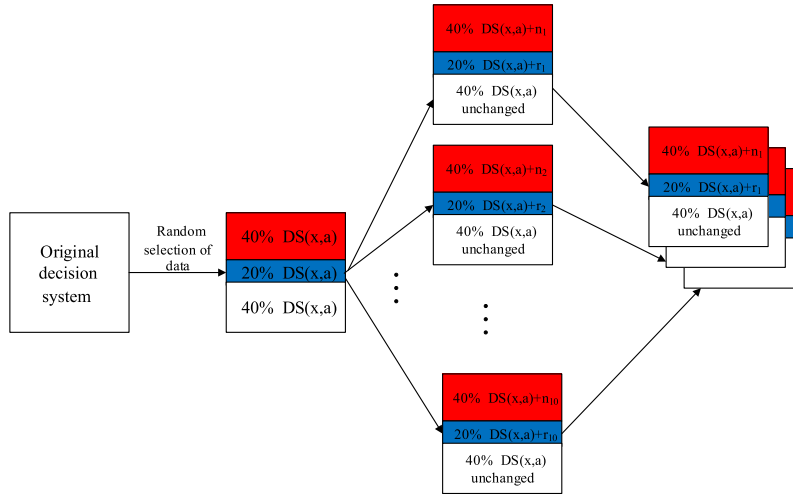 Original
decision
system
Random
selection of
data
40% DS(x,a)
20% DS(x,a)
40% DS(x,a)
40% DS(x,a)+n₁
20% DS(x,a)+r₁
40% DS(x,a)
unchanged
40% DS(x,a)+n₂
20% DS(x,a)+r₂
40% DS(x,a)
unchanged
40% DS(x,a)+n₁₀
20% DS(x,a)+r₁₀
40% DS(x,a)
unchanged
40% DS(x,a)+n₁
20% DS(x,a)+r₁
40% DS(x,a)
unchanged